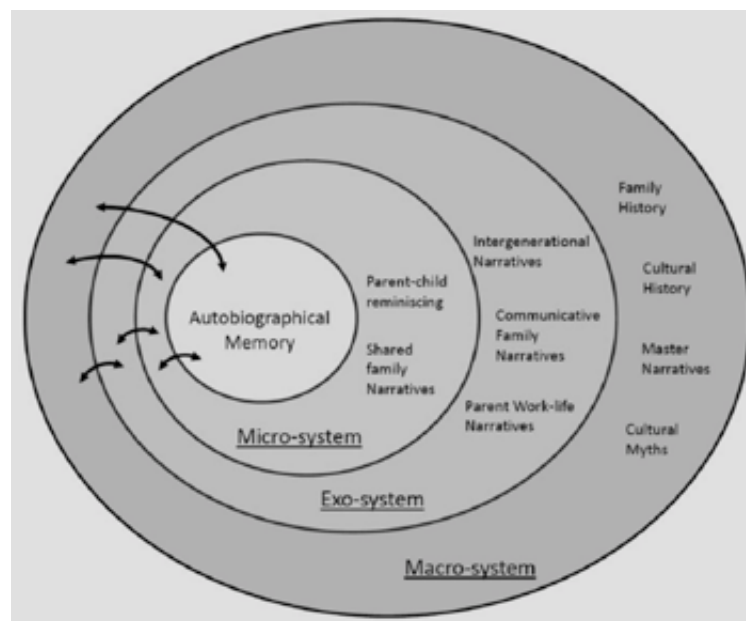 Autobiographical
Memory
Parent-child
reminiscing
Shared
family
Narratives
Micro-system
Intergenerational
Narratives
Communicative
Family
Narratives
Parent Work-life
Narratives
Exo-system
Family
History
Cultural
History
Master
Narratives
Cultural
Myths
Macro-system